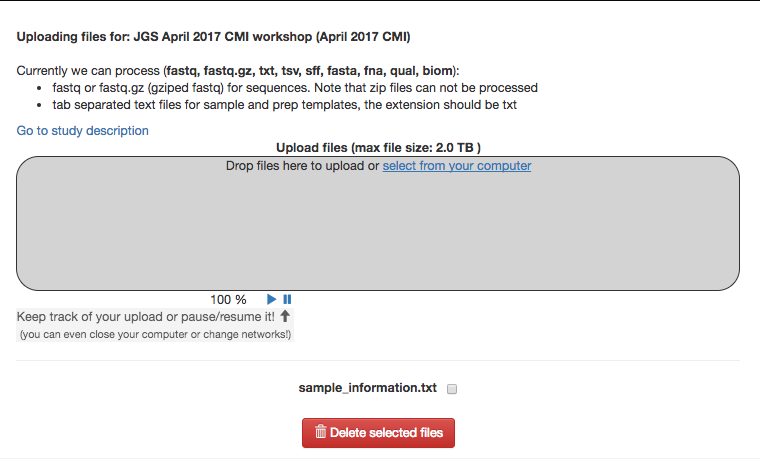 Uploading files for: JGS April 2017 CMI workshop (April 2017 CMI)
Currently we can process (fastq, fastq.gz, txt, tsv, sff, fasta, fna, qual, biom):
• fastq or fastq.gz (gziped fastq) for sequences. Note that zip files can not be processed
• tab separated text files for sample and prep templates, the extension should be txt
Go to study description
Upload files (max file size: 2.0 TB )
Drop files here to upload or select from your computer
100 %
Keep track of your upload or pause/resume it!
(you can even close your computer or change networks!)
sample_information.txt
Delete selected files